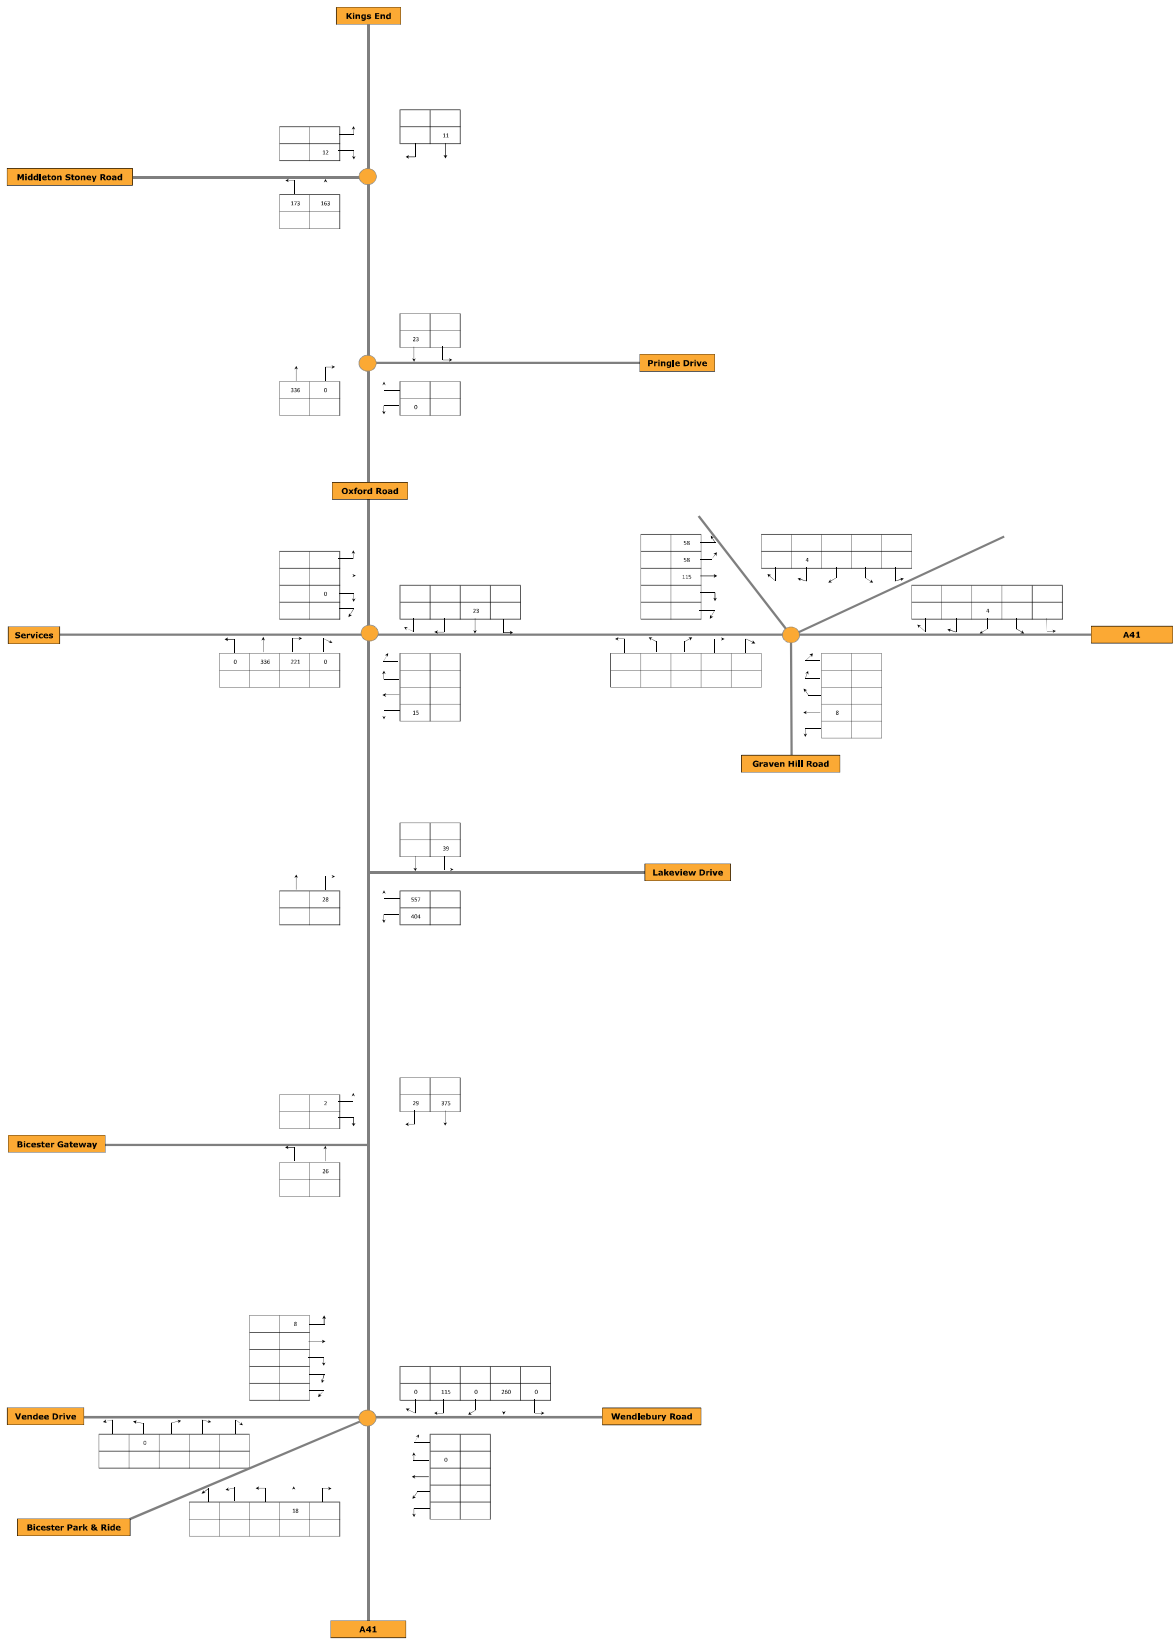 Kings End
11
12
Middleton Stoney Road
173 163
23
Pringle Drive
336 0
0
Oxford Road
58
58 4
115
0
23 4
Services A41
0 336 221 0
15 8
Graven Hill Road
39
Lakeview Drive
28 557
404
2 29 375
Bicester Gateway
26
8
0 115 0 260 0
Vendee Drive Wendlebury Road
0
0
18
Bicester Park & Ride
A41